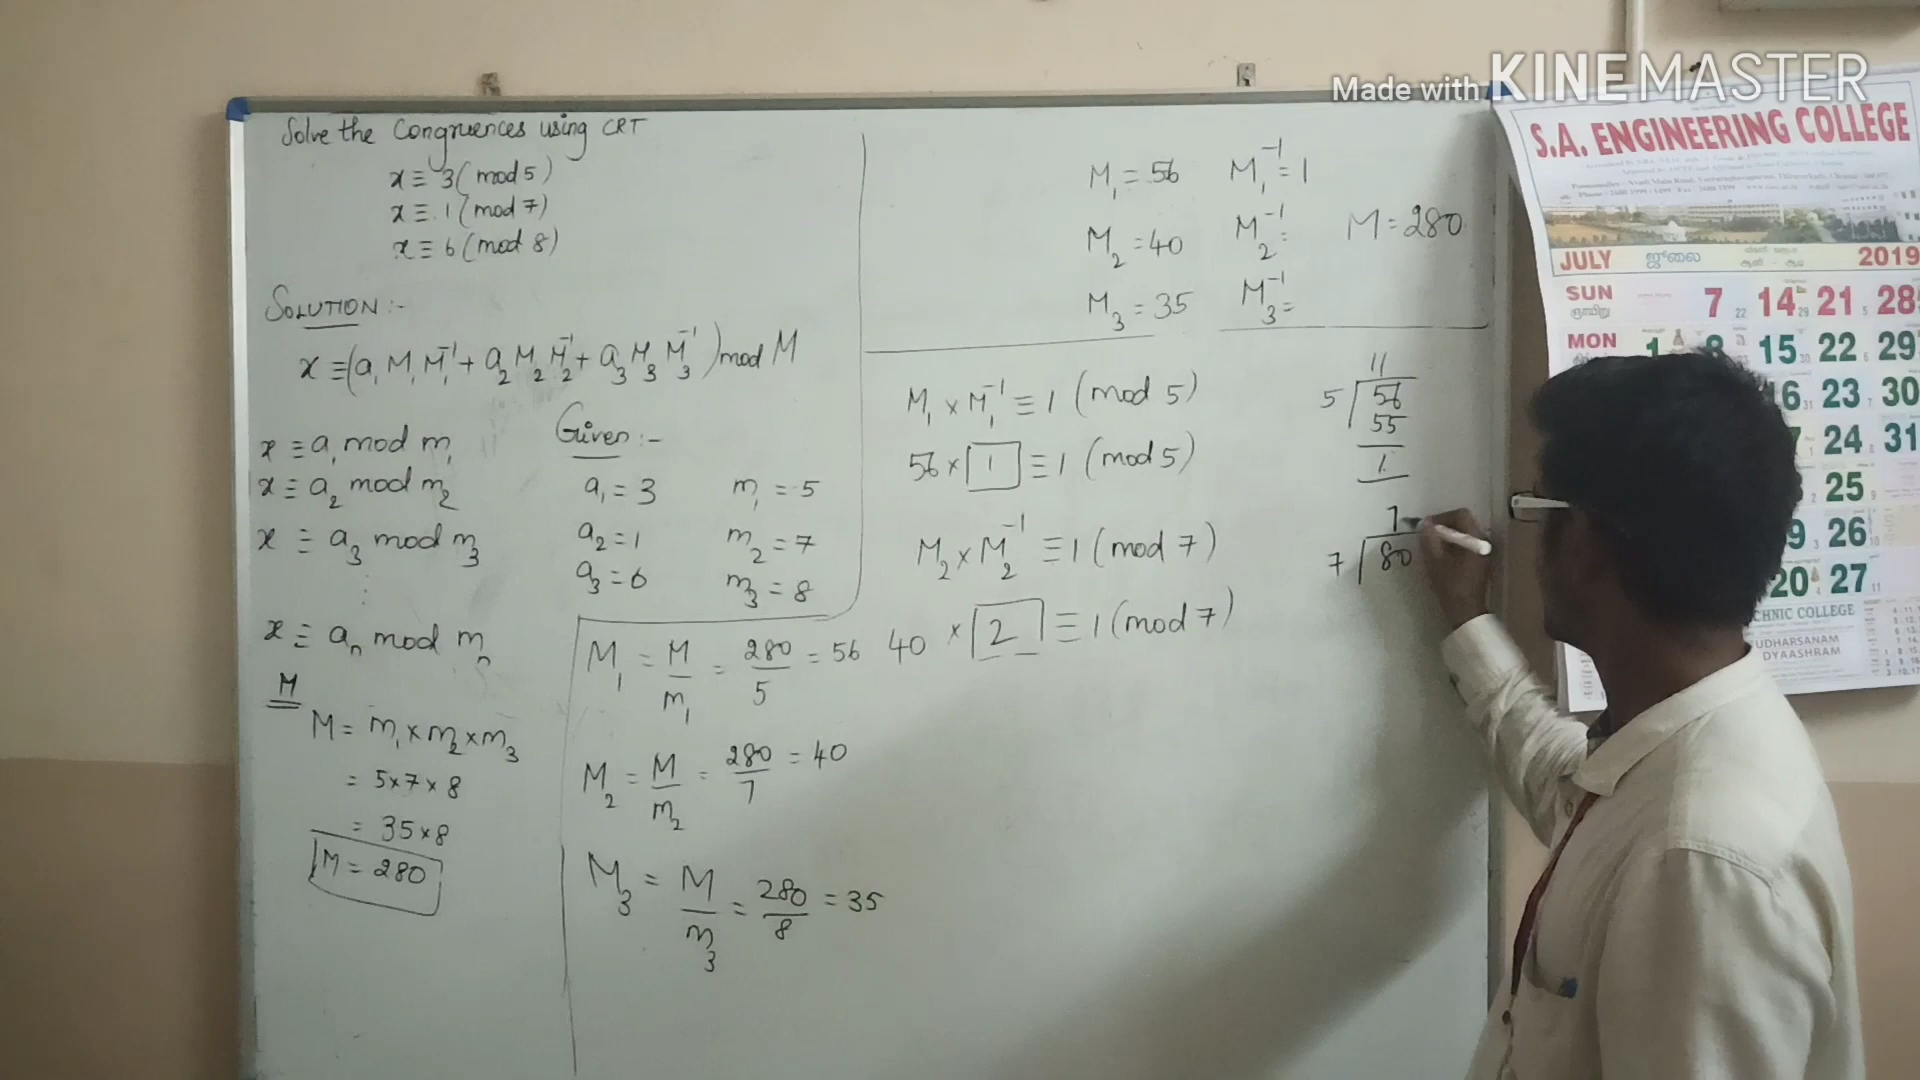 Made with KINEMASTER
Solve the Congruences using CRT
x ≡ 3 (mod 5)
x ≡ 1 (mod 7)
x ≡ 6 (mod 8)
SOLUTION :-
x ≡ (a₁ M₁ M₁⁻¹ + a₂ M₂ M₂⁻¹ + a₃ M₃ M₃⁻¹) mod M
x ≡ a₁ mod m₁
x ≡ a₂ mod m₂
x ≡ a₃ mod m₃
⋮
x ≡ aₙ mod mₙ
M
M = m₁ × m₂ × m₃
= 5 × 7 × 8
= 35 × 8
M = 280
Given :-
a₁ = 3 m₁ = 5
a₂ = 1 m₂ = 7
a₃ = 6 m₃ = 8
M₁ = M/m₁ = 280/5 = 56
M₂ = M/m₂ = 280/7 = 40
M₃ = M/m₃ = 280/8 = 35
M₁ = 56 M₁⁻¹ = 1
M₂ = 40 M₂⁻¹ = M = 280
M₃ = 35 M₃⁻¹ =
M₁ × M₁⁻¹ ≡ 1 (mod 5)
56 × 1 ≡ 1 (mod 5)
M₂ × M₂⁻¹ ≡ 1 (mod 7)
40 × 2 ≡ 1 (mod 7)
11
5 56
55
1
7 80
S.A. ENGINEERING COLLEGE
JULY ஜூலை 2019
SUN 7 14 21 28
MON 1 8 15 22 29
16 23 30
24 31
25
26
20 27